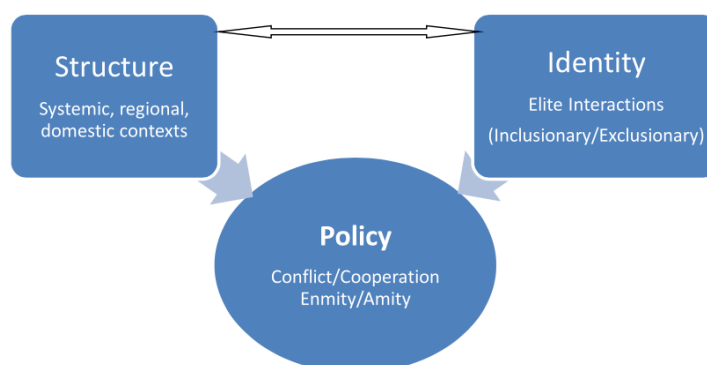 Structure
Systemic, regional,
domestic contexts
Identity
Elite Interactions
(Inclusionary/Exclusionary)
Policy
Conflict/Cooperation
Enmity/Amity